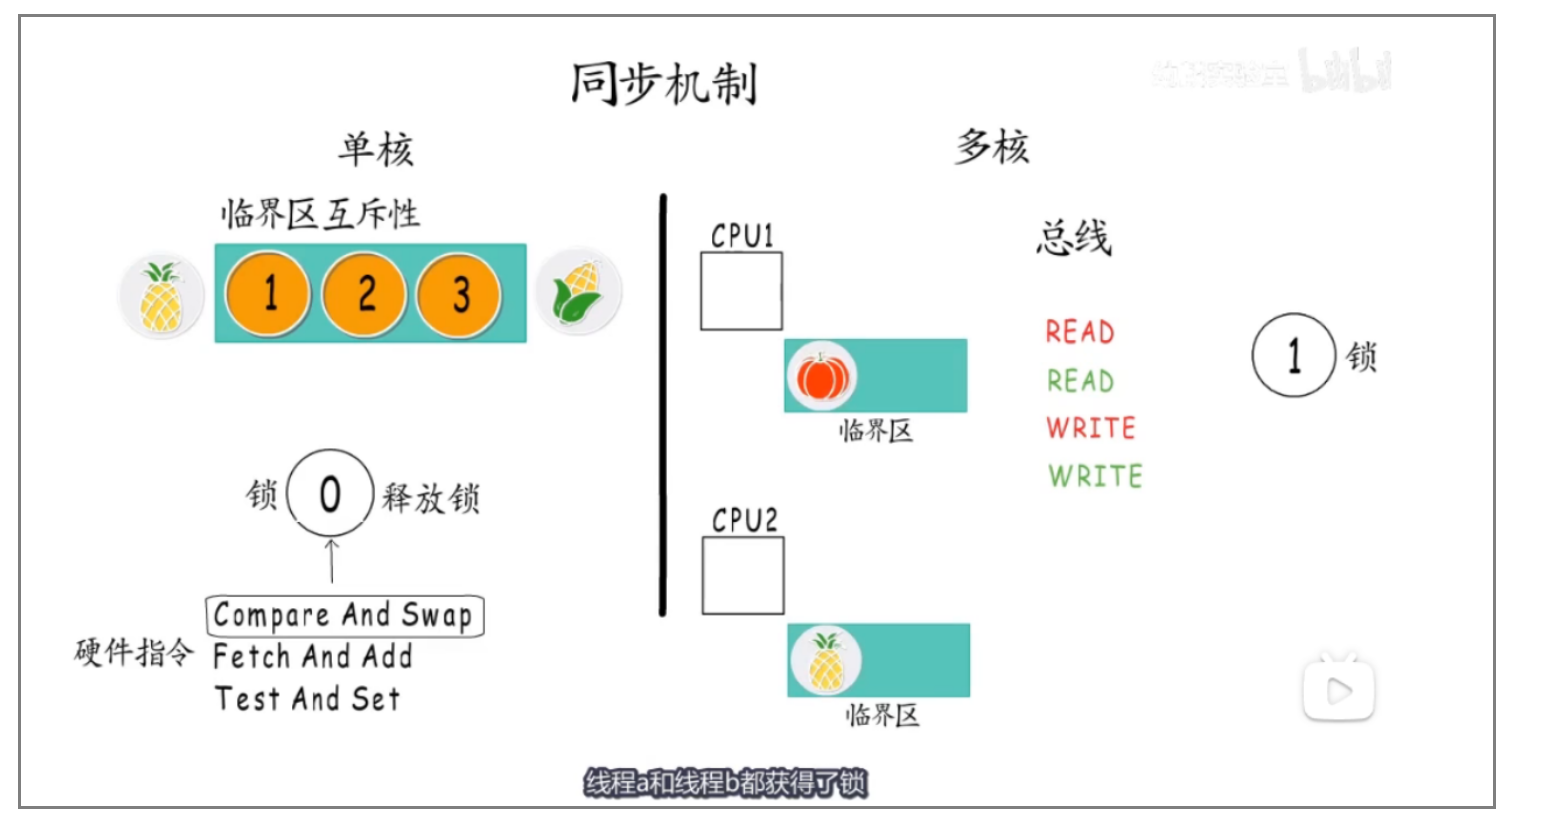 同步机制
单核
临界区互斥性
1 2 3
锁 0 释放锁
Compare And Swap
硬件指令 Fetch And Add
Test And Set
多核
CPU1
临界区
CPU2
临界区
总线
READ
READ
WRITE
WRITE
1 锁
bilibili
线程a和线程b都获得了锁